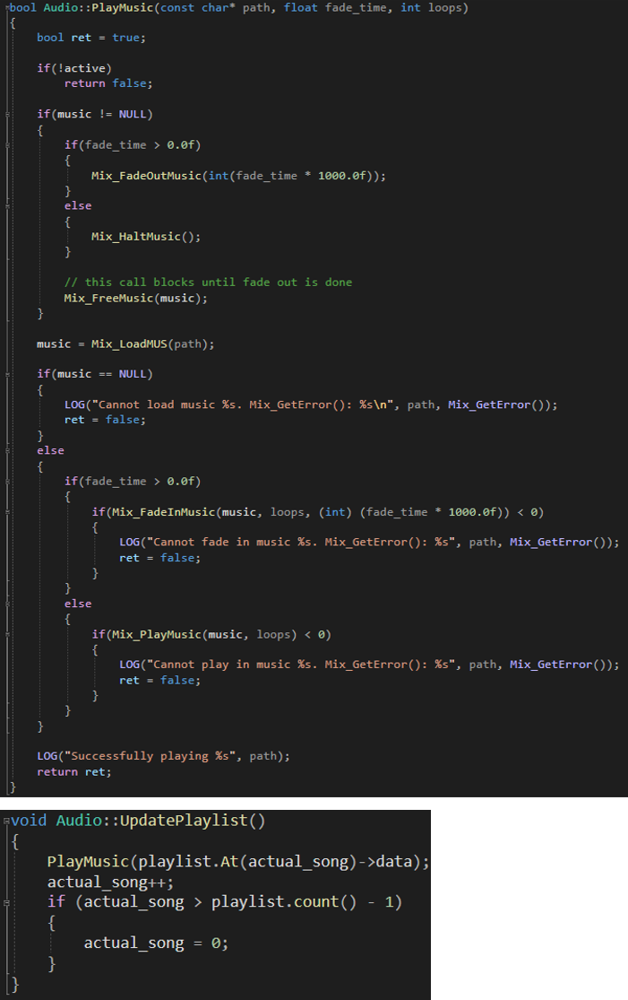 bool Audio::PlayMusic(const char* path, float fade_time, int loops)
{
    bool ret = true;

    if(!active)
        return false;

    if(music != NULL)
    {
        if(fade_time > 0.0f)
        {
            Mix_FadeOutMusic(int(fade_time * 1000.0f));
        }
        else
        {
            Mix_HaltMusic();
        }

        // this call blocks until fade out is done
        Mix_FreeMusic(music);
    }

    music = Mix_LoadMUS(path);

    if(music == NULL)
    {
        LOG("Cannot load music %s. Mix_GetError(): %s\n", path, Mix_GetError());
        ret = false;
    }
    else
    {
        if(fade_time > 0.0f)
        {
            if(Mix_FadeInMusic(music, loops, (int) (fade_time * 1000.0f)) < 0)
            {
                LOG("Cannot fade in music %s. Mix_GetError(): %s", path, Mix_GetError());
                ret = false;
            }
        }
        else
        {
            if(Mix_PlayMusic(music, loops) < 0)
            {
                LOG("Cannot play in music %s. Mix_GetError(): %s", path, Mix_GetError());
                ret = false;
            }
        }
    }

    LOG("Successfully playing %s", path);
    return ret;
}
void Audio::UpdatePlaylist()
{
    PlayMusic(playlist.At(actual_song)->data);
    actual_song++;
    if (actual_song > playlist.count() - 1)
    {
        actual_song = 0;
    }
}